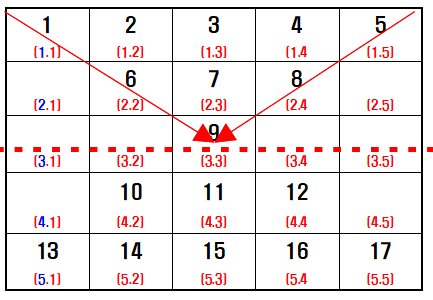 1 2 3 4 5
(1.1) (1.2) (1.3) (1.4 (1.5)
6 7 8
(2.1) (2.2) (2.3) (2.4 (2.5)
9
(3.1) (3.2) (3.3) (3.4 (3.5)
10 11 12
(4.1) (4.2) (4.3) (4.4 (4.5)
13 14 15 16 17
(5.1) (5.2) (5.3) (5.4 (5.5)